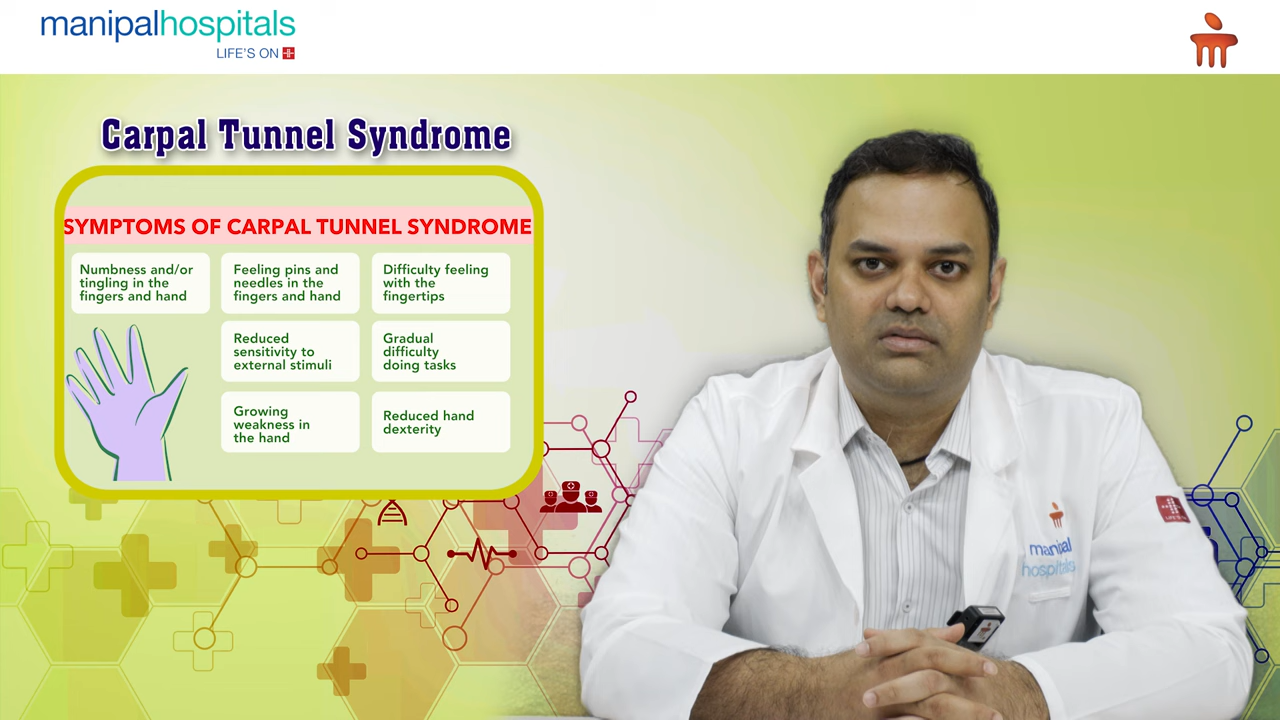 manipalhospitals
LIFE'S ON
Carpal Tunnel Syndrome
SYMPTOMS OF CARPAL TUNNEL SYNDROME
Numbness and/or
tingling in the
fingers and hand
Feeling pins and
needles in the
fingers and hand
Difficulty feeling
with the
fingertips
Reduced
sensitivity to
external stimuli
Gradual
difficulty
doing tasks
Growing
weakness in
the hand
Reduced hand
dexterity
manipal
hospitals
LIFE'S ON